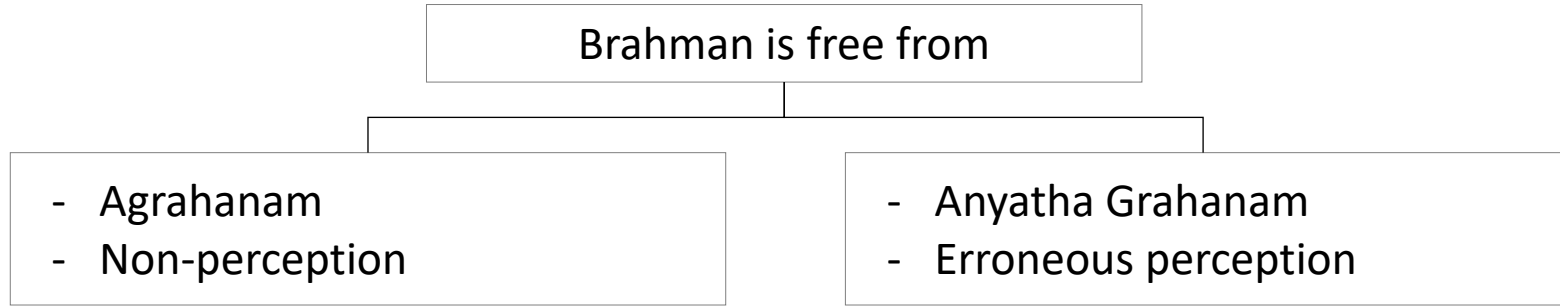 Brahman is free from
- Agrahanam
- Non-perception
- Anyatha Grahanam
- Erroneous perception